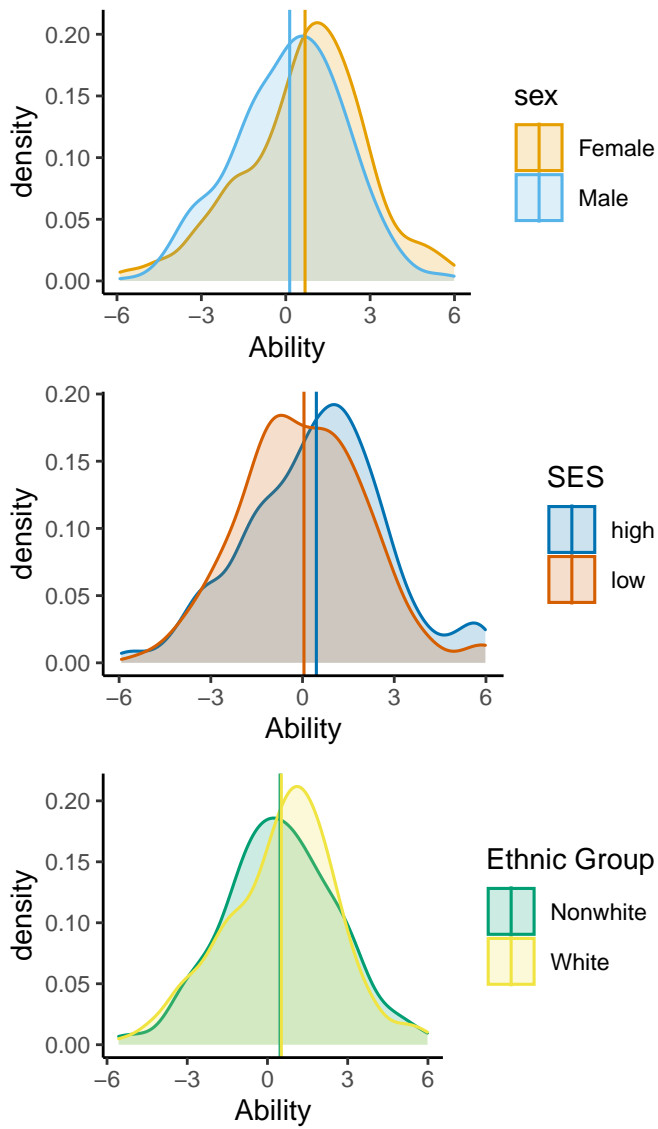 0.20
0.15
0.10
0.05
0.00
density
−6 −3 0 3 6
Ability
sex
Female
Male
0.20
0.15
0.10
0.05
0.00
density
−6 −3 0 3 6
Ability
SES
high
low
0.20
0.15
0.10
0.05
0.00
density
−6 −3 0 3 6
Ability
Ethnic Group
Nonwhite
White